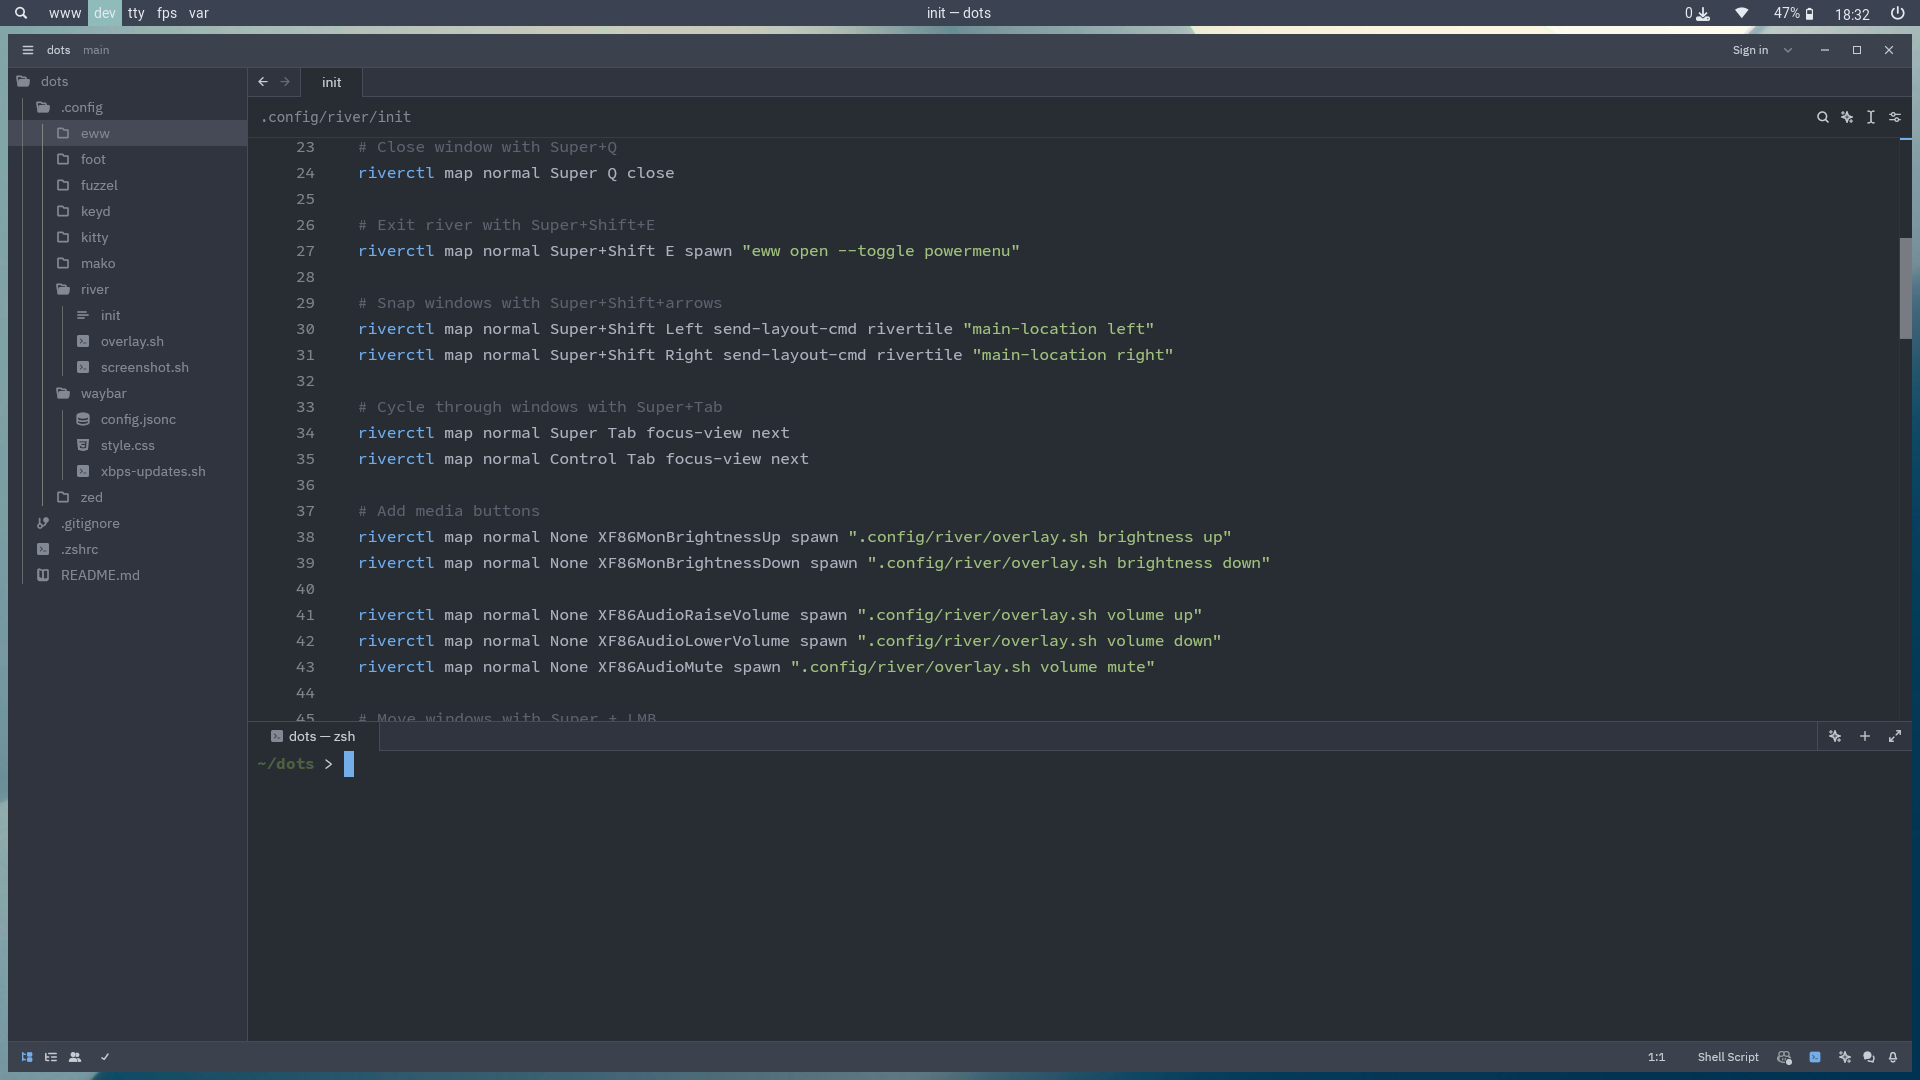 www dev tty fps var
init — dots
0 47% 18:32
dots main
Sign in
dots
.config
eww
foot
fuzzel
keyd
kitty
mako
river
init
overlay.sh
screenshot.sh
waybar
config.jsonc
style.css
xbps-updates.sh
zed
.gitignore
.zshrc
README.md
init
.config/river/init
23 # Close window with Super+Q
24 riverctl map normal Super Q close
25
26 # Exit river with Super+Shift+E
27 riverctl map normal Super+Shift E spawn "eww open --toggle powermenu"
28
29 # Snap windows with Super+Shift+arrows
30 riverctl map normal Super+Shift Left send-layout-cmd rivertile "main-location left"
31 riverctl map normal Super+Shift Right send-layout-cmd rivertile "main-location right"
32
33 # Cycle through windows with Super+Tab
34 riverctl map normal Super Tab focus-view next
35 riverctl map normal Control Tab focus-view next
36
37 # Add media buttons
38 riverctl map normal None XF86MonBrightnessUp spawn ".config/river/overlay.sh brightness up"
39 riverctl map normal None XF86MonBrightnessDown spawn ".config/river/overlay.sh brightness down"
40
41 riverctl map normal None XF86AudioRaiseVolume spawn ".config/river/overlay.sh volume up"
42 riverctl map normal None XF86AudioLowerVolume spawn ".config/river/overlay.sh volume down"
43 riverctl map normal None XF86AudioMute spawn ".config/river/overlay.sh volume mute"
44
45 # Move windows with Super + LMB
dots — zsh
~/dots >
1:1 Shell Script